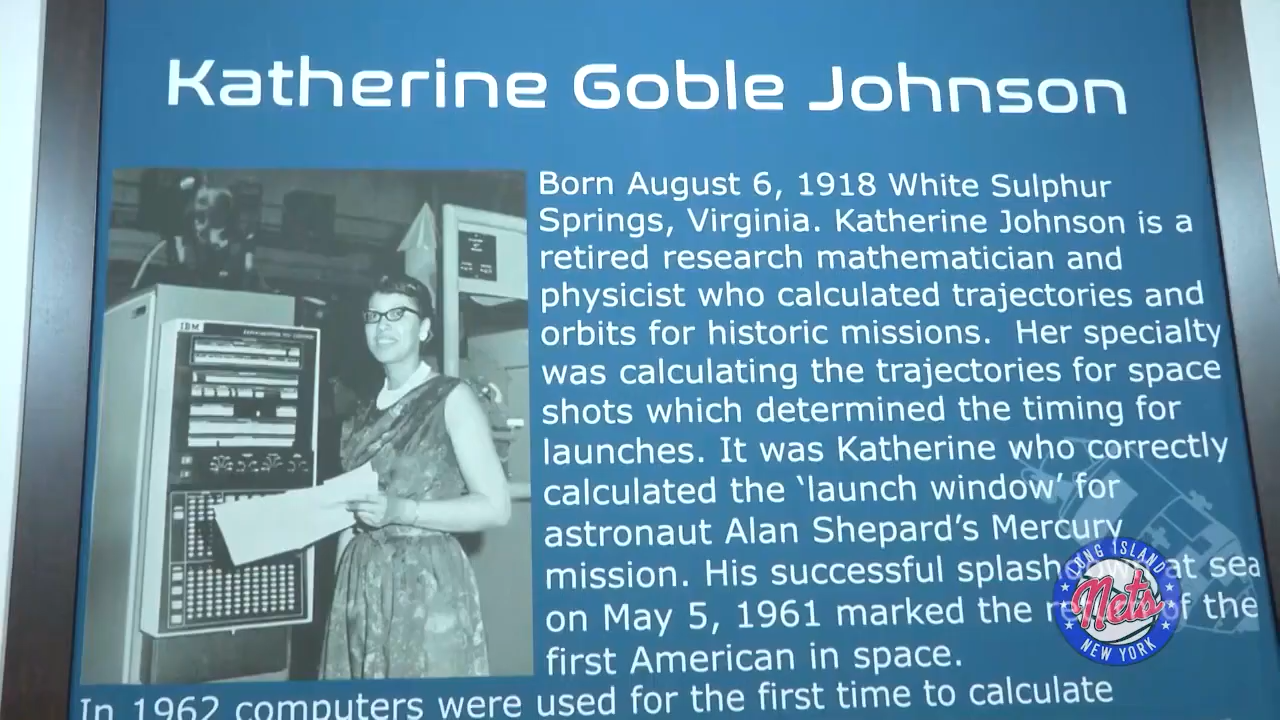 Katherine Goble Johnson
Born August 6, 1918 White Sulphur
Springs, Virginia. Katherine Johnson is a
retired research mathematician and
physicist who calculated trajectories and
orbits for historic missions. Her specialty
was calculating the trajectories for space
shots which determined the timing for
launches. It was Katherine who correctly
calculated the ‘launch window’ for
astronaut Alan Shepard’s Mercury
mission. His successful splashdown at sea
on May 5, 1961 marked the of the
first American in space.
In 1962 computers were used for the first time to calculate
IBM
LONG ISLAND
Nets
NEW YORK